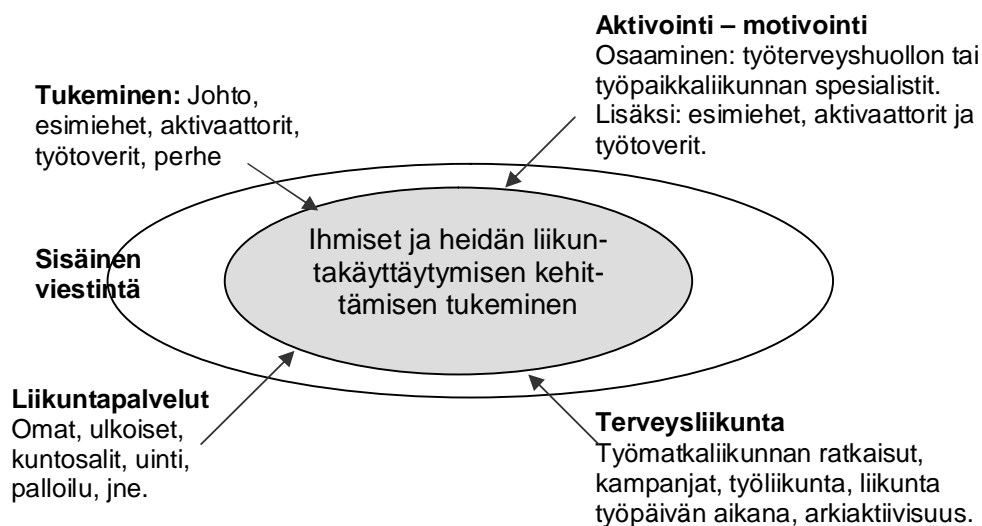 Aktivointi – motivointi
Osaaminen: työterveyshuollon tai
työpaikkaliikunnan spesialistit.
Lisäksi: esimiehet, aktivaattorit ja
työtoverit.
Tukeminen: Johto,
esimiehet, aktivaattorit,
työtoverit, perhe
Ihmiset ja heidän liikun-
takäyttäytymisen kehit-
tämisen tukeminen
Sisäinen
viestintä
Liikuntapalvelut
Omat, ulkoiset,
kuntosalit, uinti,
palloilu, jne.
Terveysliikunta
Työmatkaliikunnan ratkaisut,
kampanjat, työliikunta, liikunta
työpäivän aikana, arkiaktiivisuus.